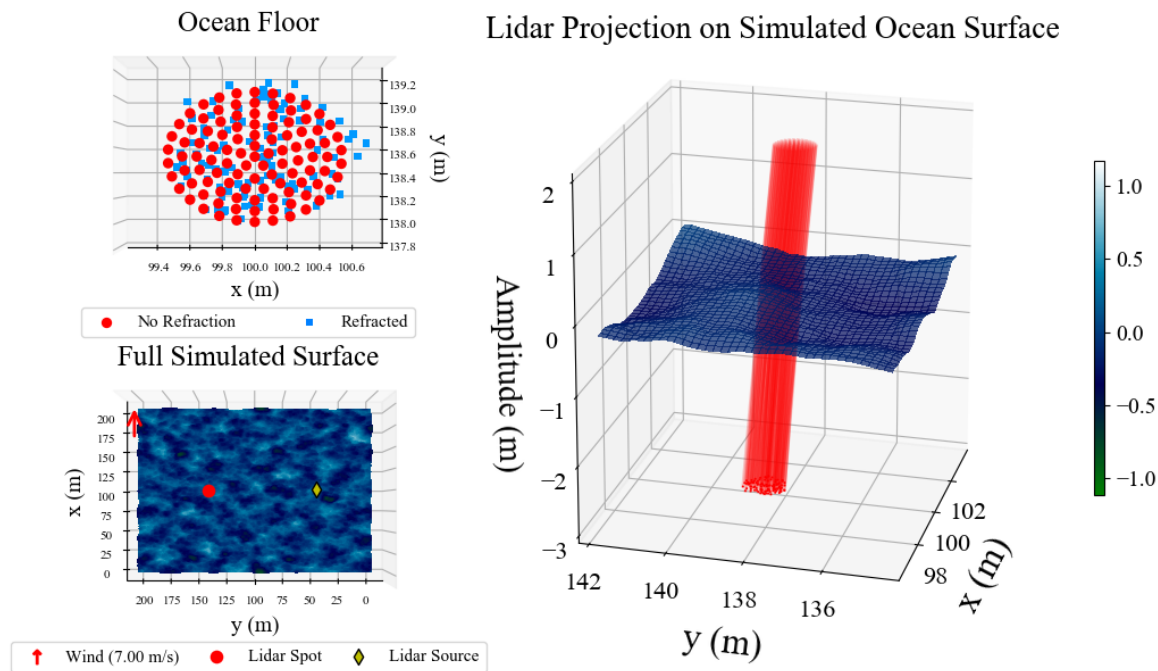 Ocean Floor
139.2
139.0
138.8
138.6
138.4
138.2
138.0
137.8
y (m)
99.4 99.6 99.8 100.0 100.2 100.4 100.6
x (m)
No Refraction Refracted
Full Simulated Surface
200
175
150
125
100
75
50
25
0
x (m)
200 175 150 125 100 75 50 25 0
y (m)
Wind (7.00 m/s) Lidar Spot Lidar Source
Lidar Projection on Simulated Ocean Surface
2
1
0
−1
−2
−3
Amplitude (m)
142 140 138 136
y (m)
102
100
98
x (m)
1.0
0.5
0.0
−0.5
−1.0